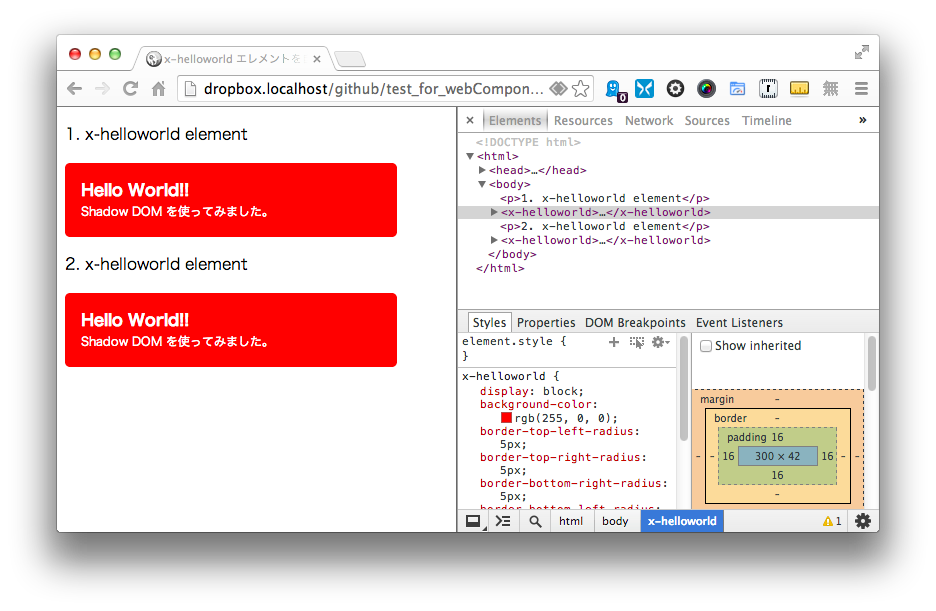 x-helloworld エレメントを
dropbox.localhost/github/test_for_webCompon...
0
無
1. x-helloworld element
Hello World!!
Shadow DOM を使ってみました。
2. x-helloworld element
Hello World!!
Shadow DOM を使ってみました。
× Elements Resources Network Sources Timeline »
<!DOCTYPE html>
▼<html>
▶<head>…</head>
▼<body>
<p>1. x-helloworld element</p>
▶<x-helloworld>…</x-helloworld>
<p>2. x-helloworld element</p>
▶<x-helloworld>…</x-helloworld>
</body>
</html>
Styles Properties DOM Breakpoints Event Listeners
element.style {
}
x-helloworld {
display: block;
background-color:
rgb(255, 0, 0);
border-top-left-radius:
5px;
border-top-right-radius:
5px;
border-bottom-right-radius:
5px;
border-bottom-left-radius:
Show inherited
margin -
border -
padding 16
- - 16 300 × 42 16 - -
16
-
html body x-helloworld
1